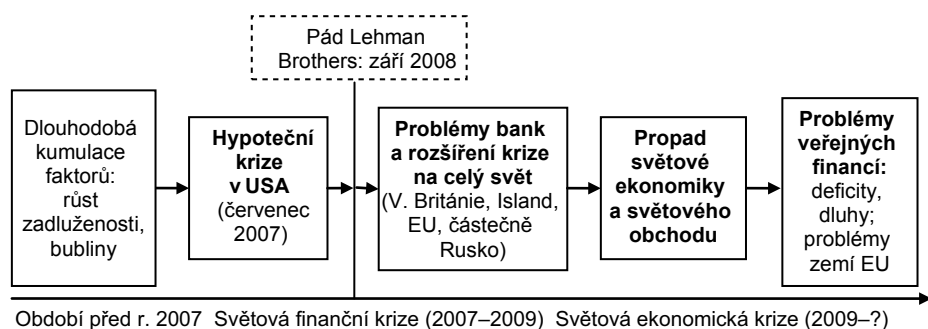 Pád Lehman
Brothers: září 2008
Dlouhodobá
kumulace
faktorů:
růst
zadluženosti,
bubliny
Hypoteční
krize
v USA
(červenec
2007)
Problémy bank
a rozšíření krize
na celý svět
(V. Británie, Island,
EU, částečně
Rusko)
Propad
světové
ekonomiky
a světového
obchodu
Problémy
veřejných
financí:
deficity,
dluhy;
problémy
zemí EU
Období před r. 2007 Světová finanční krize (2007–2009) Světová ekonomická krize (2009–?)